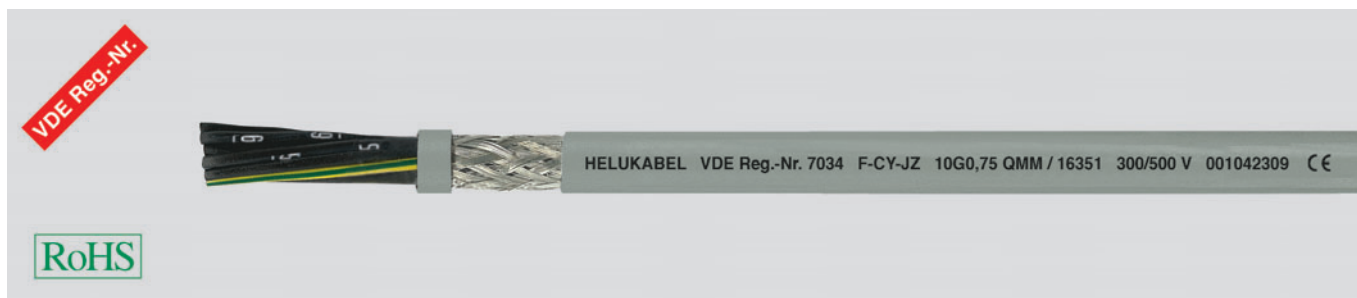 VDE Reg.-Nr.
HELUKABEL VDE Reg.-Nr. 7034 F-CY-JZ 10G0,75 QMM / 16351 300/500 V 001042309 CE
RoHS